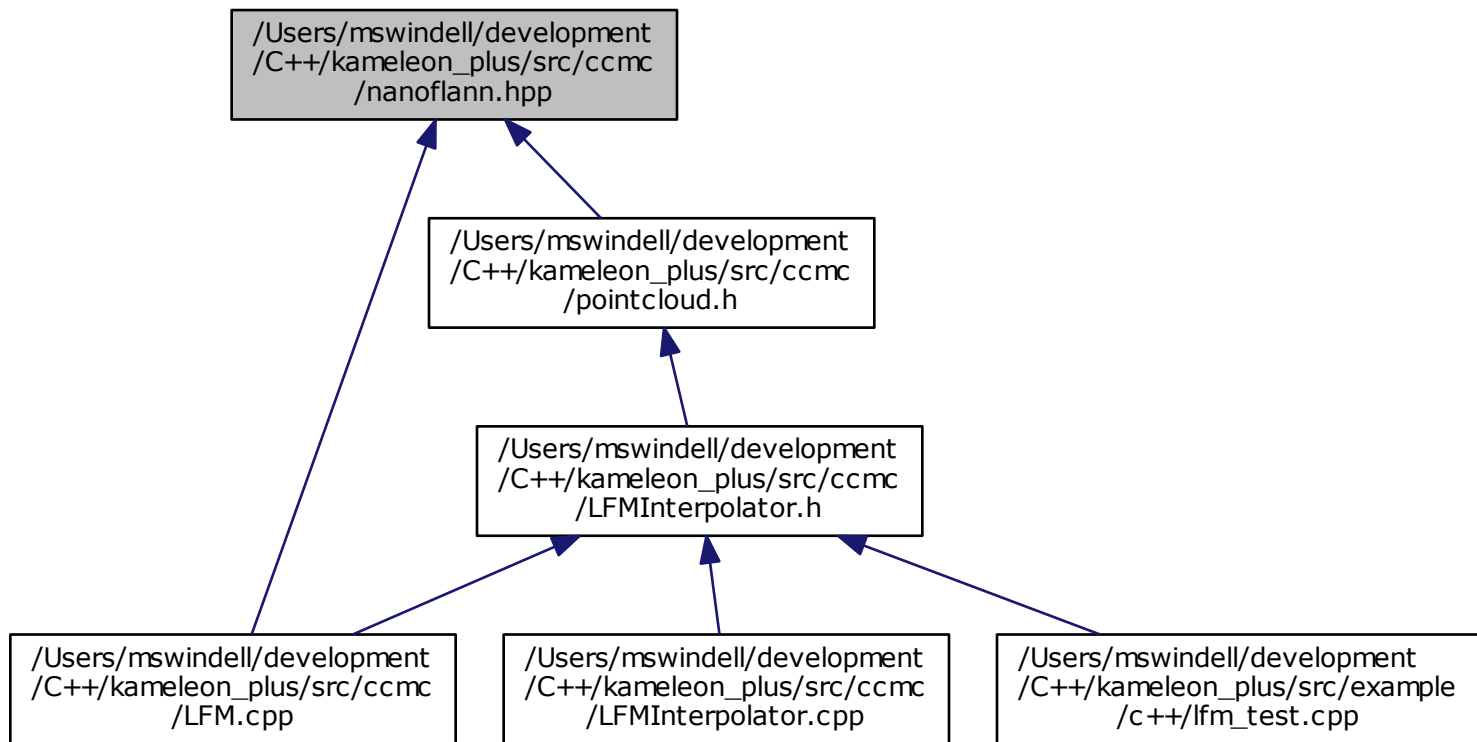 /Users/mswindell/development
/C++/kameleon_plus/src/ccmc
/nanoflann.hpp
/Users/mswindell/development
/C++/kameleon_plus/src/ccmc
/pointcloud.h
/Users/mswindell/development
/C++/kameleon_plus/src/ccmc
/LFMInterpolator.h
/Users/mswindell/development
/C++/kameleon_plus/src/ccmc
/LFM.cpp
/Users/mswindell/development
/C++/kameleon_plus/src/ccmc
/LFMInterpolator.cpp
/Users/mswindell/development
/C++/kameleon_plus/src/example
/c++/lfm_test.cpp